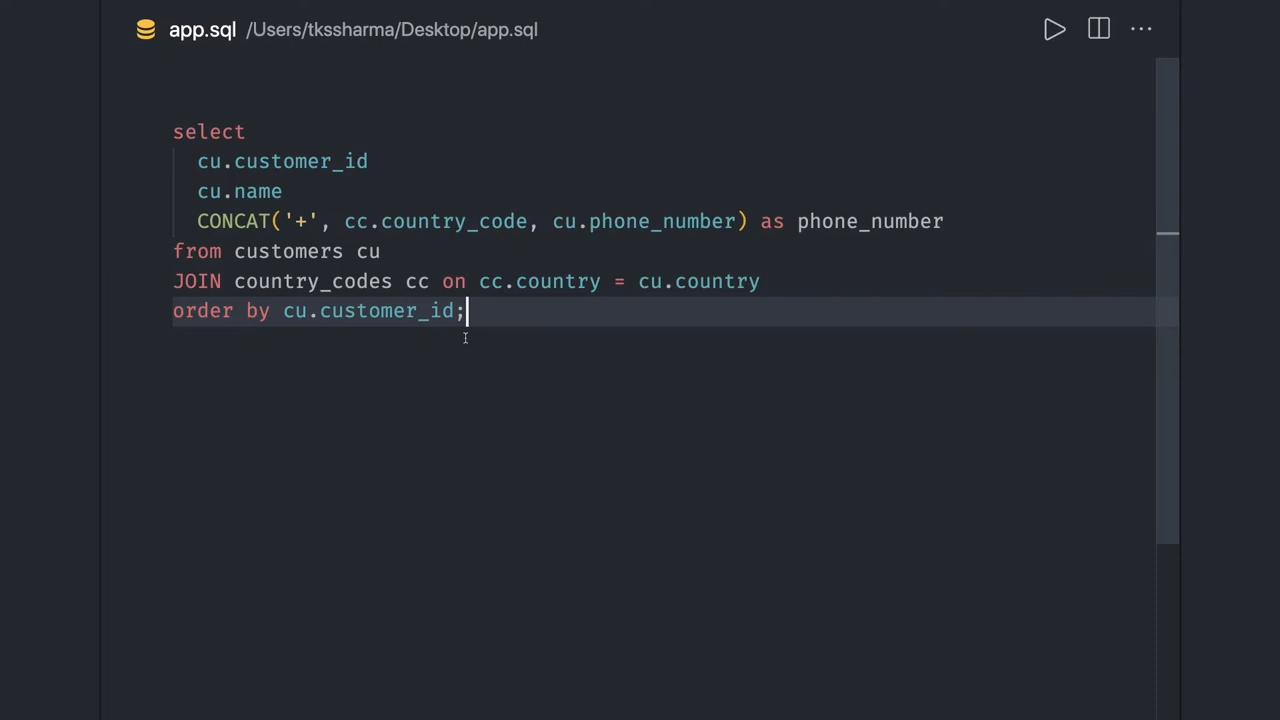 app.sql /Users/tkssharma/Desktop/app.sql
select
cu.customer_id
cu.name
CONCAT('+', cc.country_code, cu.phone_number) as phone_number
from customers cu
JOIN country_codes cc on cc.country = cu.country
order by cu.customer_id;